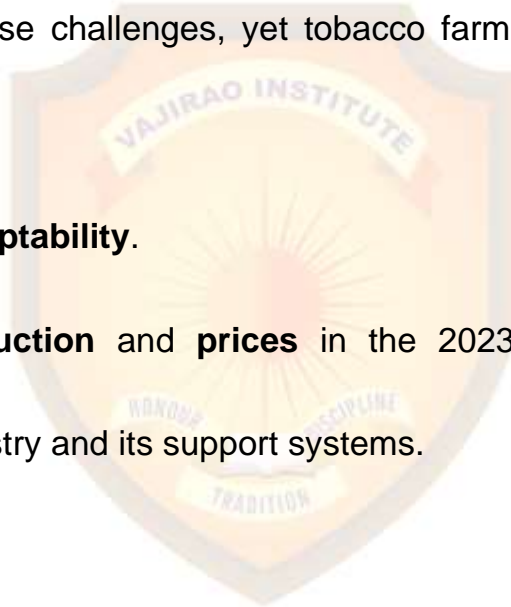 se challenges, yet tobacco farm
VAJIRAO INSTITUTE
ptability.
uction and prices in the 2023
HONOUR DISCIPLINE
stry and its support systems.
TRADITION